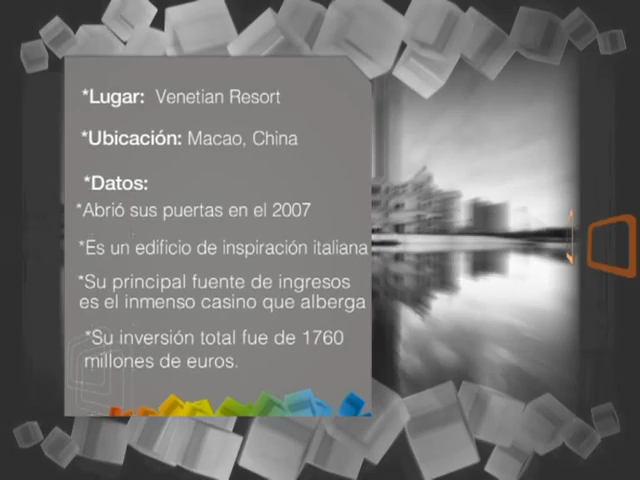 *Lugar: Venetian Resort
*Ubicación: Macao, China
*Datos:
*Abrió sus puertas en el 2007
*Es un edificio de inspiración italiana
*Su principal fuente de ingresos
es el inmenso casino que alberga
*Su inversión total fue de 1760
millones de euros.